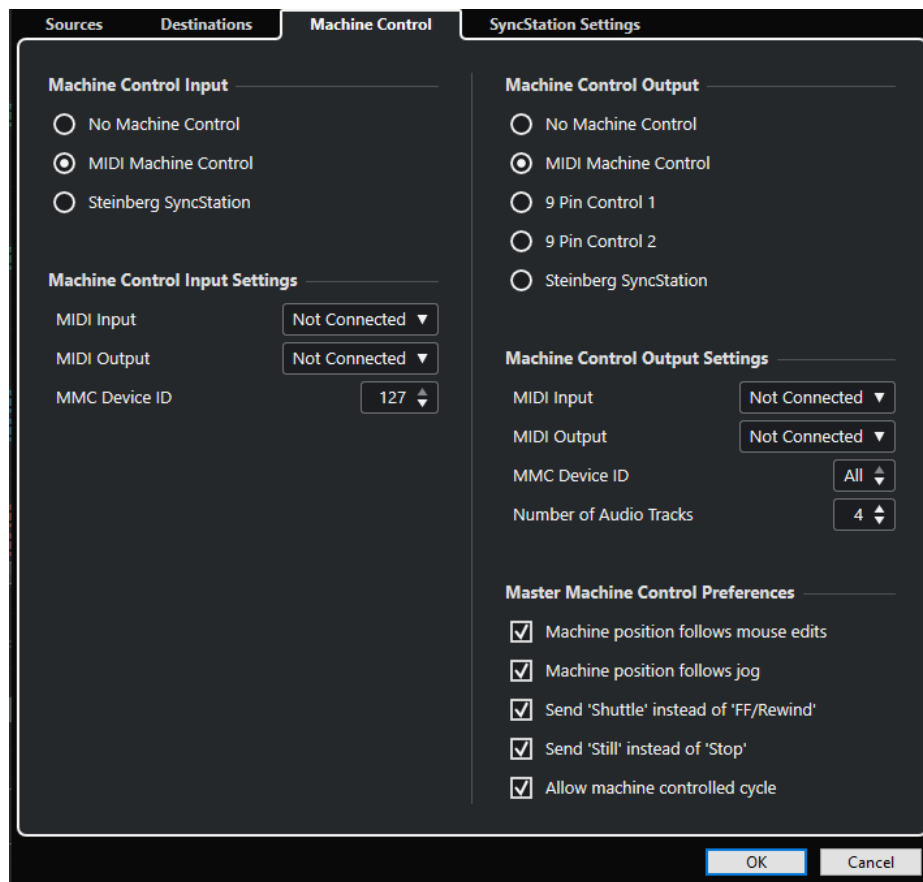 Sources
Destinations
Machine Control
SyncStation Settings
Machine Control Input
No Machine Control
MIDI Machine Control
Steinberg SyncStation
Machine Control Input Settings
MIDI Input
Not Connected
MIDI Output
Not Connected
MMC Device ID
127
Machine Control Output
No Machine Control
MIDI Machine Control
9 Pin Control 1
9 Pin Control 2
Steinberg SyncStation
Machine Control Output Settings
MIDI Input
Not Connected
MIDI Output
Not Connected
MMC Device ID
All
Number of Audio Tracks
4
Master Machine Control Preferences
Machine position follows mouse edits
Machine position follows jog
Send 'Shuttle' instead of 'FF/Rewind'
Send 'Still' instead of 'Stop'
Allow machine controlled cycle
OK
Cancel